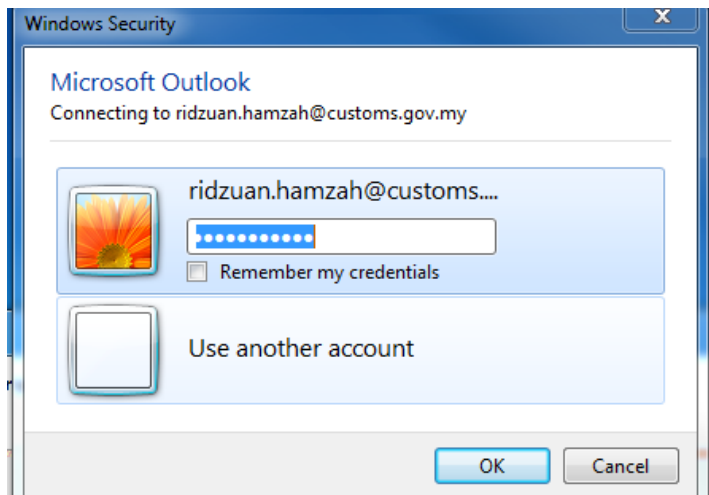 Windows Security
Microsoft Outlook
Connecting to ridzuan.hamzah@customs.gov.my
ridzuan.hamzah@customs....
Remember my credentials
Use another account
OK
Cancel